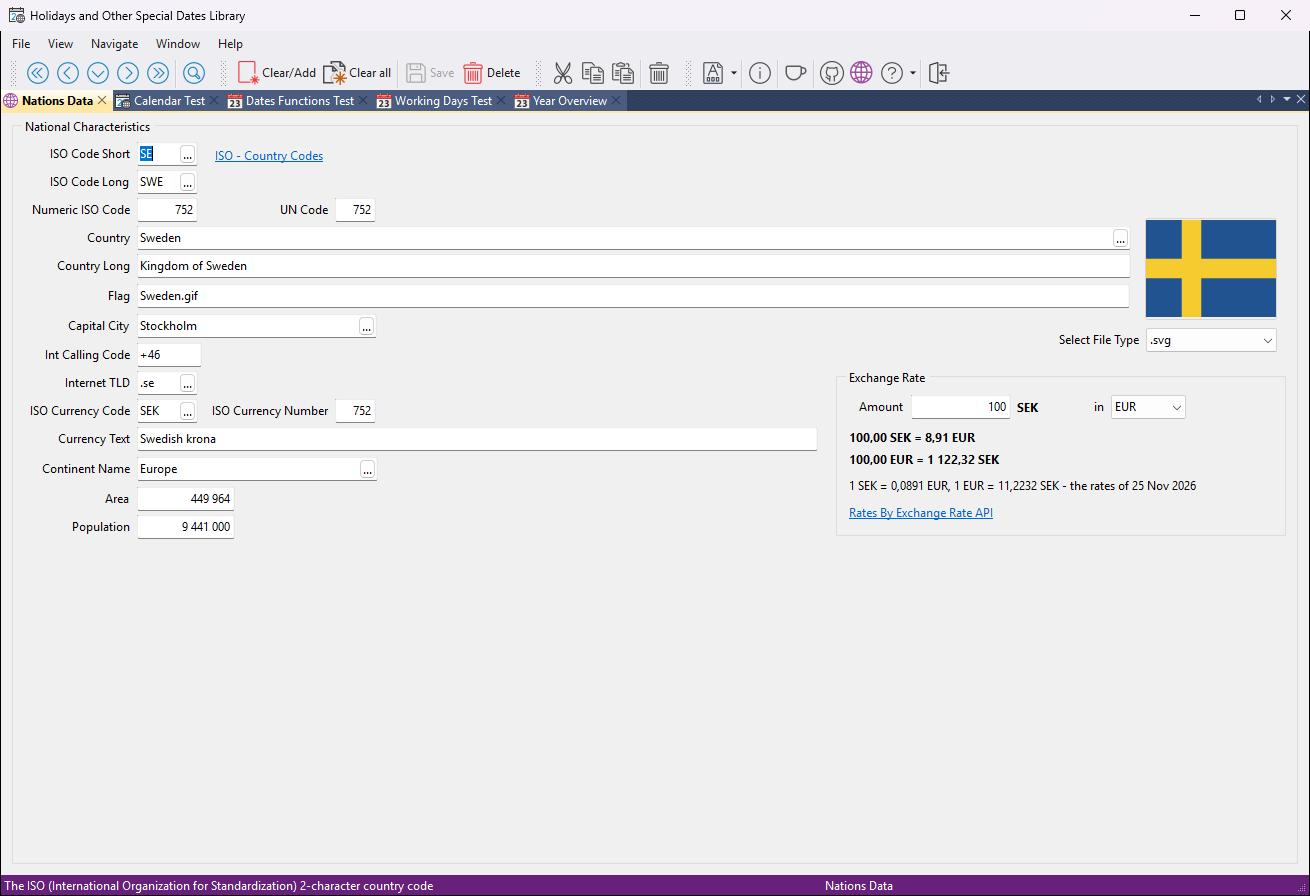 Holidays and Other Special Dates Library
File View Navigate Window Help
Clear/Add Clear all Save Delete
Nations Data Calendar Test Dates Functions Test Working Days Test Year Overview
National Characteristics
ISO Code Short SE ... ISO - Country Codes
ISO Code Long SWE ...
Numeric ISO Code 752 UN Code 752
Country Sweden ...
Country Long Kingdom of Sweden
Flag Sweden.gif
Capital City Stockholm ...
Select File Type .svg
Int Calling Code +46
Internet TLD .se ...
Exchange Rate
ISO Currency Code SEK ... ISO Currency Number 752
Amount 100 SEK in EUR
Currency Text Swedish krona
100,00 SEK = 8,91 EUR
100,00 EUR = 1 122,32 SEK
Continent Name Europe ...
1 SEK = 0,0891 EUR, 1 EUR = 11,2232 SEK - the rates of 25 Nov 2026
Area 449 964
Rates By Exchange Rate API
Population 9 441 000
The ISO (International Organization for Standardization) 2-character country code Nations Data